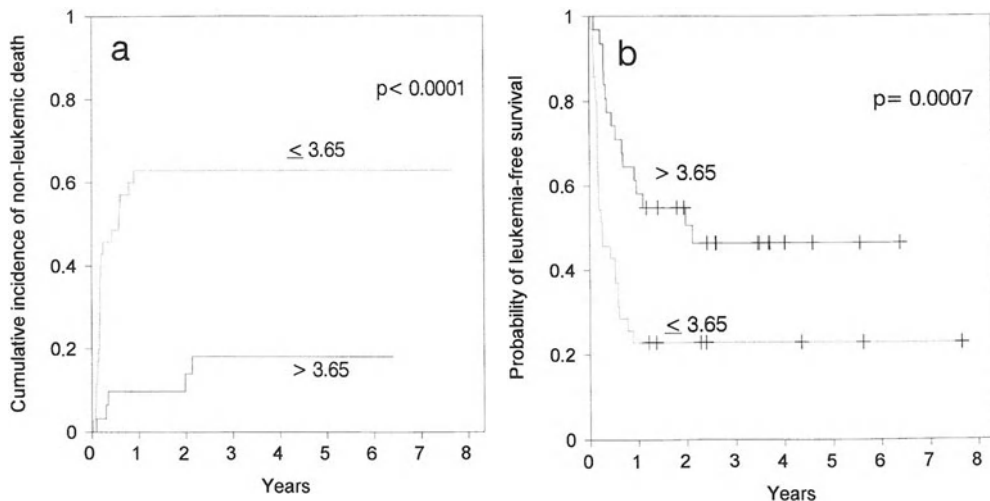 a
Cumulative incidence of non-leukemic death
1
0.8
0.6
0.4
0.2
0
p< 0.0001
≤ 3.65
> 3.65
0 1 2 3 4 5 6 7 8
Years
b
Probability of leukemia-free survival
1
0.8
0.6
0.4
0.2
0
p= 0.0007
> 3.65
≤ 3.65
0 1 2 3 4 5 6 7 8
Years